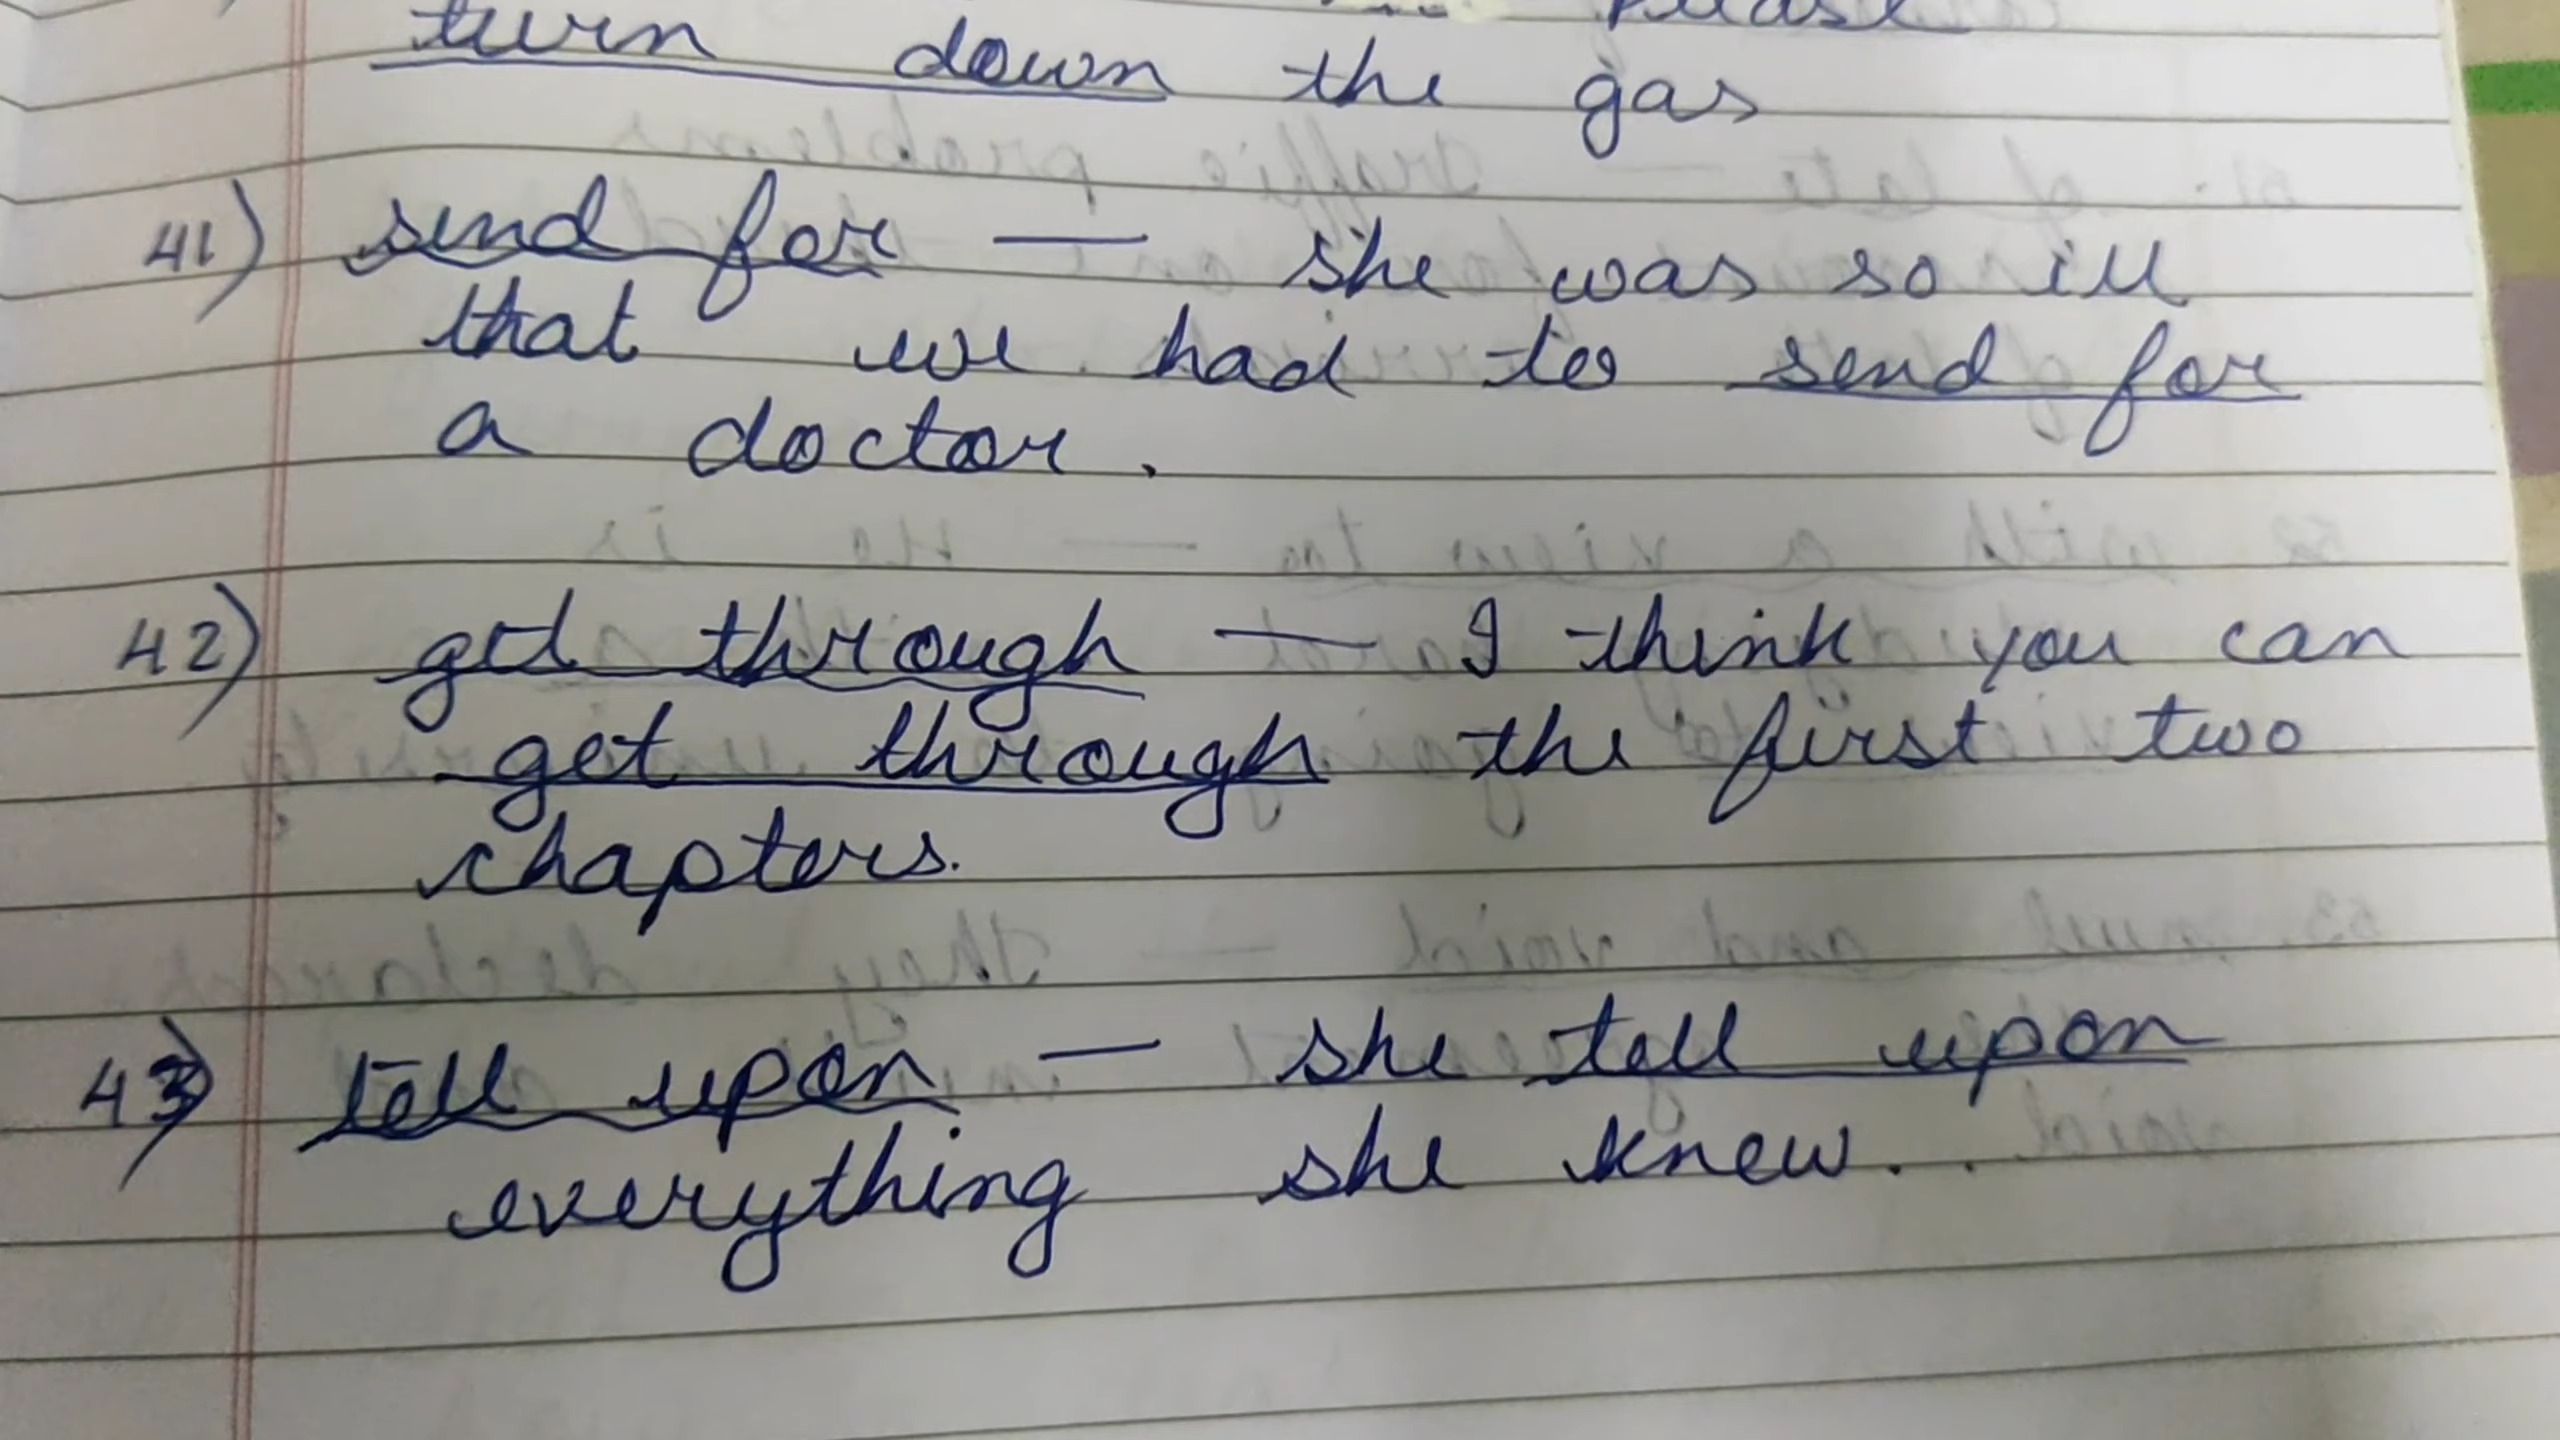 please
turn down the gas
41) send for — she was so ill
that we had to send for
a doctor.
42) get through — I think you can
get through the first two
chapters.
43) tell upon — she tell upon
everything she knew.